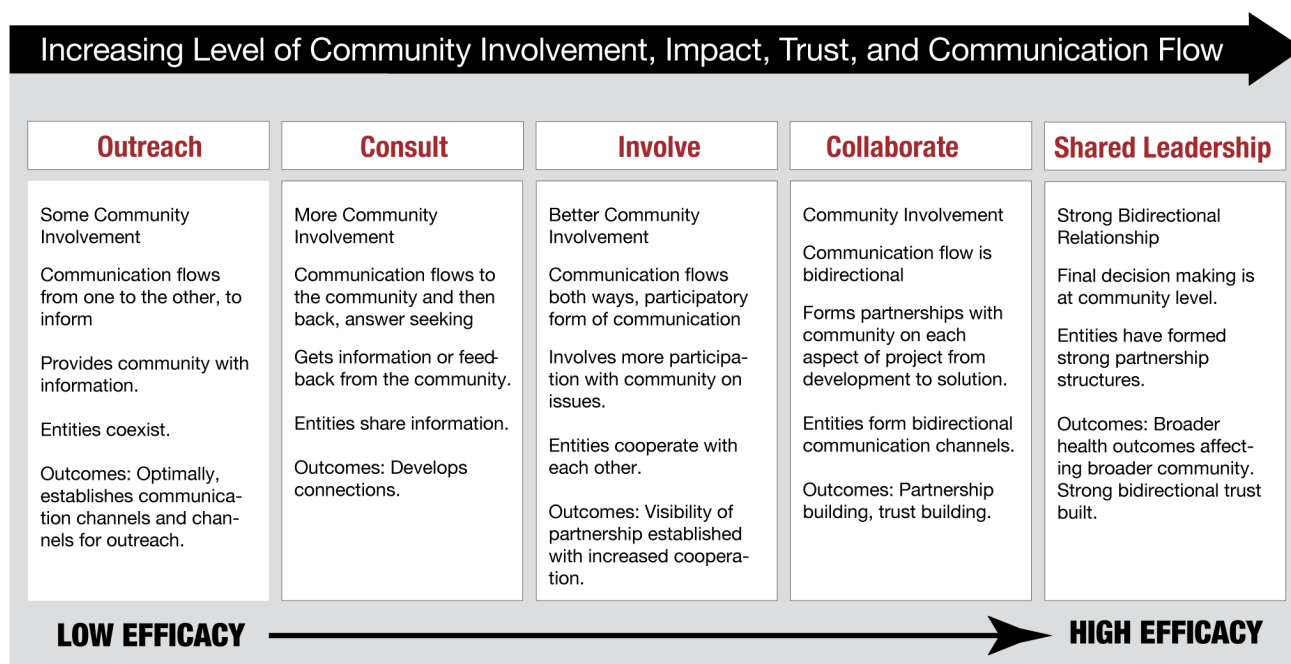 Increasing Level of Community Involvement, Impact, Trust, and Communication Flow
Outreach
Some Community
Involvement
Communication flows
from one to the other, to
inform
Provides community with
information.
Entities coexist.
Outcomes: Optimally,
establishes communica-
tion channels and chan-
nels for outreach.
Consult
More Community
Involvement
Communication flows to
the community and then
back, answer seeking
Gets information or feed-
back from the community.
Entities share information.
Outcomes: Develops
connections.
Involve
Better Community
Involvement
Communication flows
both ways, participatory
form of communication
Involves more participa-
tion with community on
issues.
Entities cooperate with
each other.
Outcomes: Visibility of
partnership established
with increased coopera-
tion.
Collaborate
Community Involvement
Communication flow is
bidirectional
Forms partnerships with
community on each
aspect of project from
development to solution.
Entities form bidirectional
communication channels.
Outcomes: Partnership
building, trust building.
Shared Leadership
Strong Bidirectional
Relationship
Final decision making is
at community level.
Entities have formed
strong partnership
structures.
Outcomes: Broader
health outcomes affect-
ing broader community.
Strong bidirectional trust
built.
LOW EFFICACY
HIGH EFFICACY